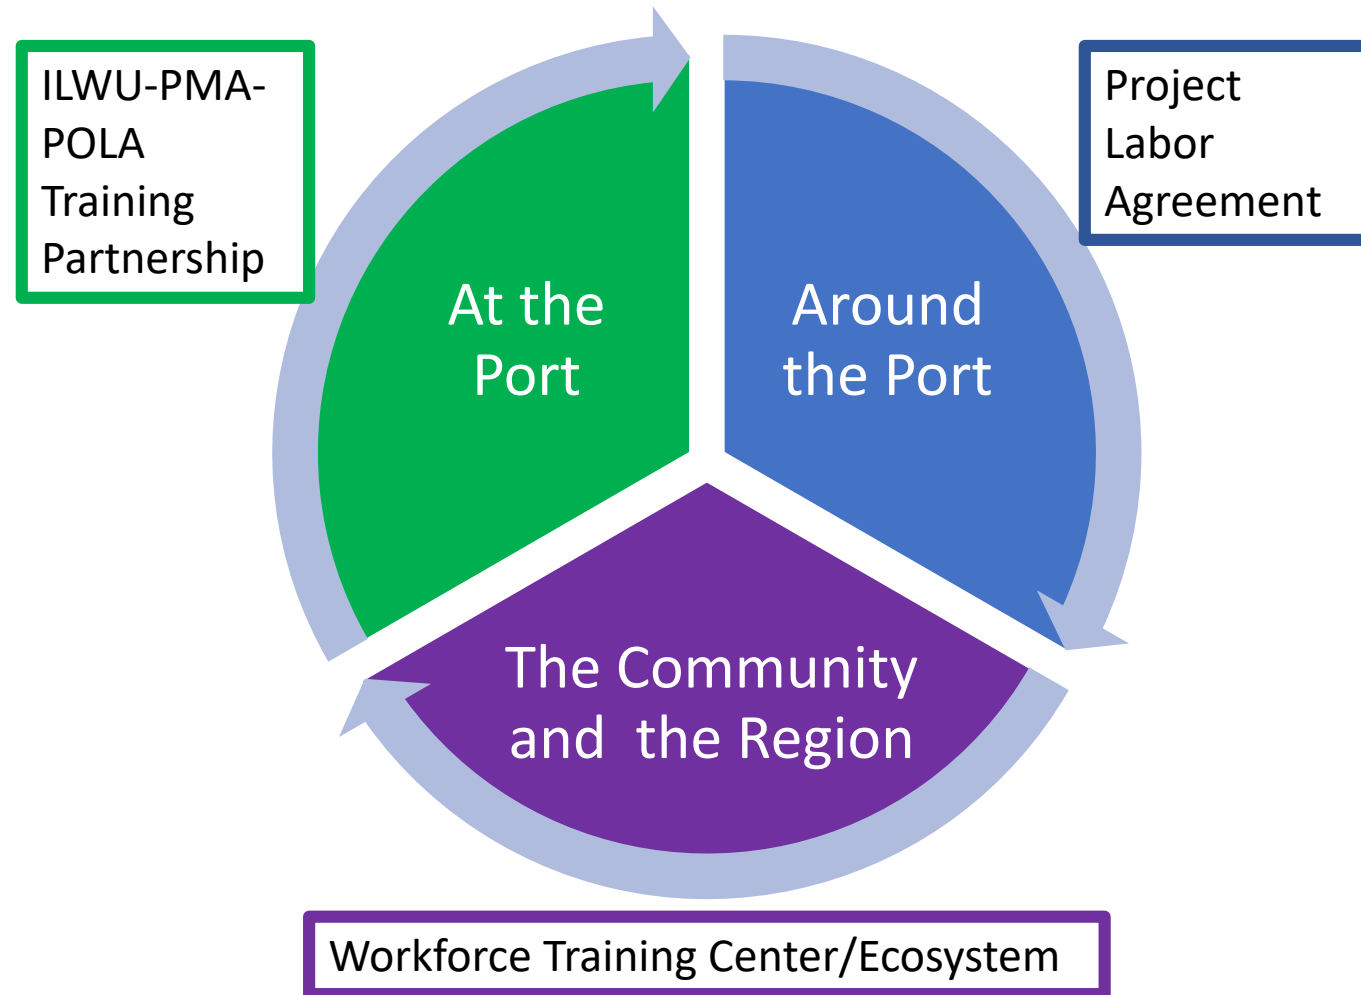 ILWU-PMA-
POLA
Training
Partnership
Project
Labor
Agreement
At the
Port
Around
the Port
The Community
and  the Region
Workforce Training Center/Ecosystem